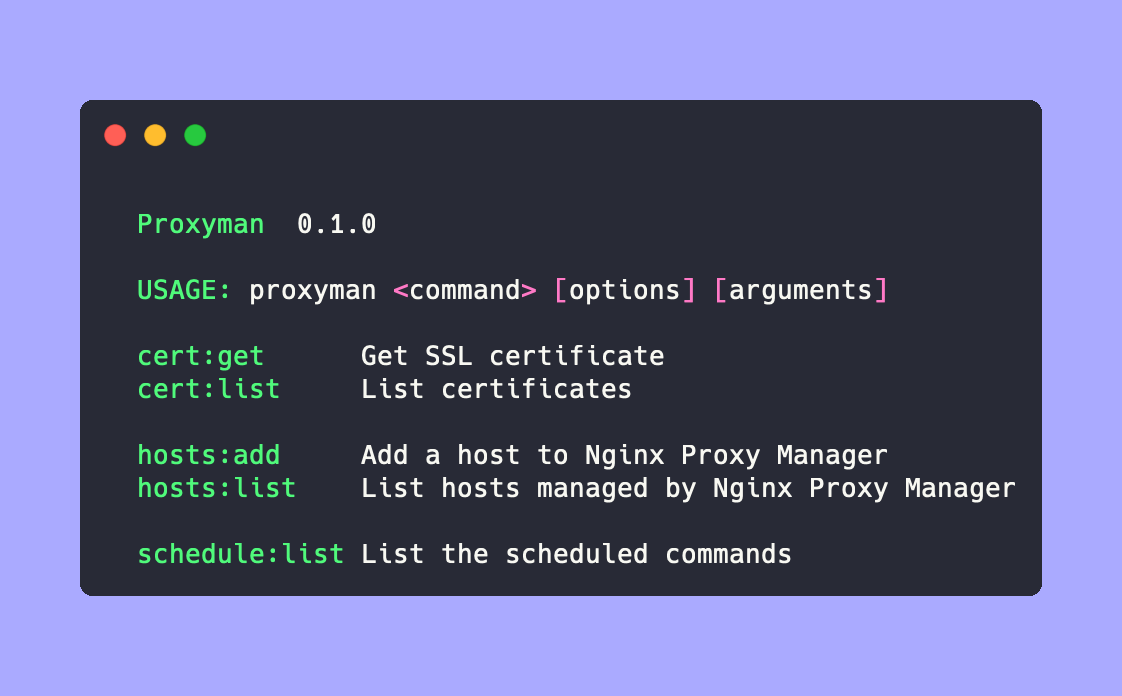 Proxyman  0.1.0
USAGE: proxyman <command> [options] [arguments]
cert:get      Get SSL certificate
cert:list     List certificates
hosts:add     Add a host to Nginx Proxy Manager
hosts:list    List hosts managed by Nginx Proxy Manager
schedule:list List the scheduled commands